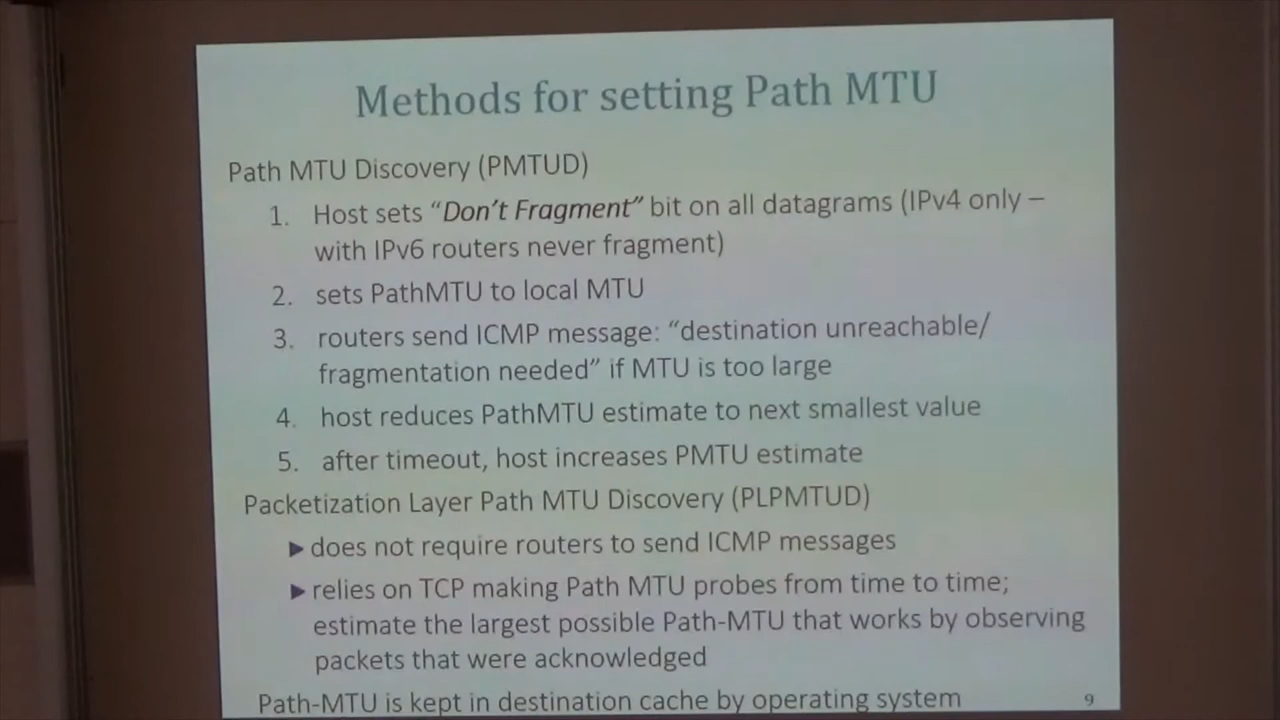 Methods for setting Path MTU
Path MTU Discovery (PMTUD)
1. Host sets “Don’t Fragment” bit on all datagrams (IPv4 only –
with IPv6 routers never fragment)
2. sets PathMTU to local MTU
3. routers send ICMP message: “destination unreachable/
fragmentation needed” if MTU is too large
4. host reduces PathMTU estimate to next smallest value
5. after timeout, host increases PMTU estimate
Packetization Layer Path MTU Discovery (PLPMTUD)
▶ does not require routers to send ICMP messages
▶ relies on TCP making Path MTU probes from time to time;
estimate the largest possible Path-MTU that works by observing
packets that were acknowledged
Path-MTU is kept in destination cache by operating system
9